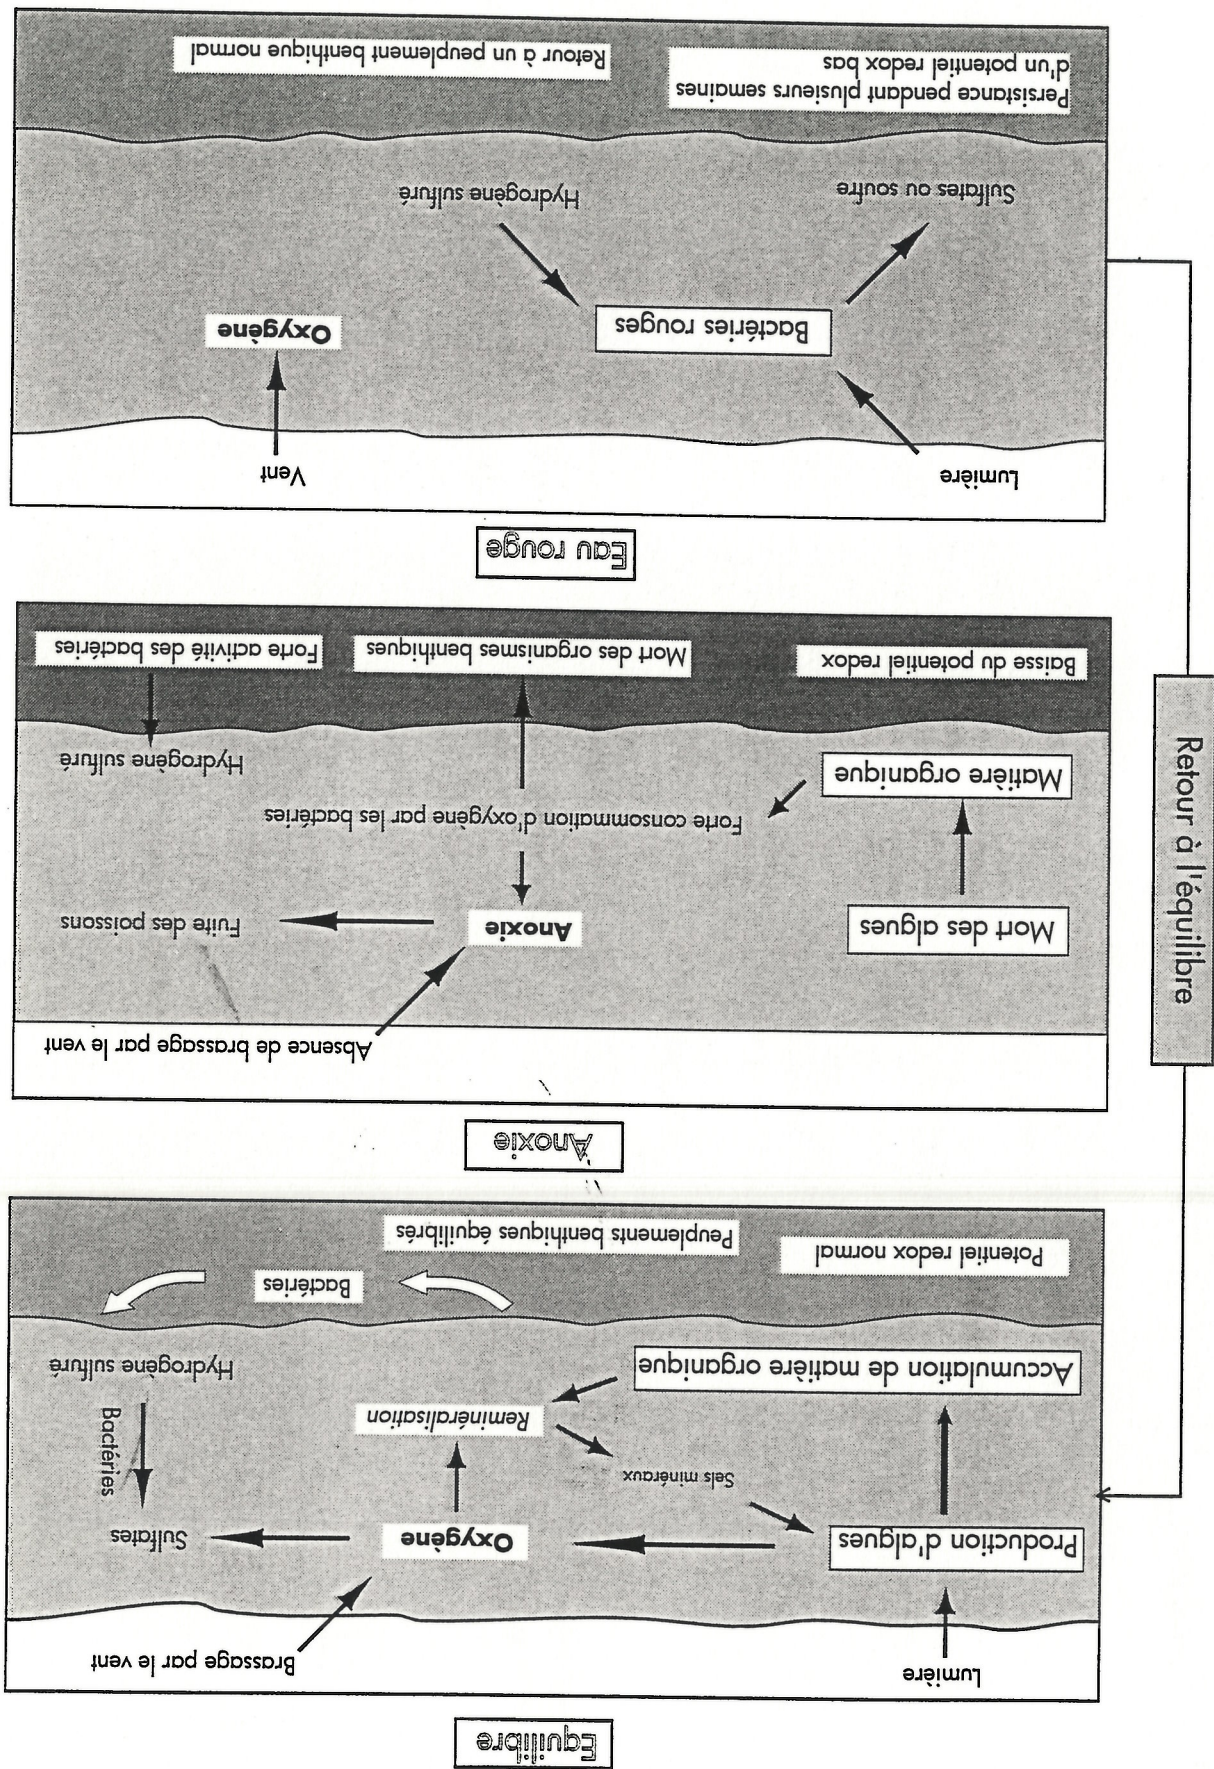 Equilibre
Lumière
Brassage par le vent
Production d'algues
Oxygène
Sulfates
Sels minéraux
Bactéries
Reminéralisation
Accumulation de matière organique
Hydrogène sulfuré
Bactéries
Potentiel redox normal
Peuplements benthiques équilibrés
Anoxie
Absence de brassage par le vent
Mort des algues
Anoxie
Fuite des poissons
Forte consommation d'oxygène par les bactéries
Matière organique
Hydrogène sulfuré
Baisse du potentiel redox
Mort des organismes benthiques
Forte activité des bactéries
Eau rouge
Lumière
Vent
Bactéries rouges
Oxygène
Sulfates ou soufre
Hydrogène sulfuré
Persistance pendant plusieurs semaines
d'un potentiel redox bas
Retour à un peuplement benthique normal
Retour à l'équilibre